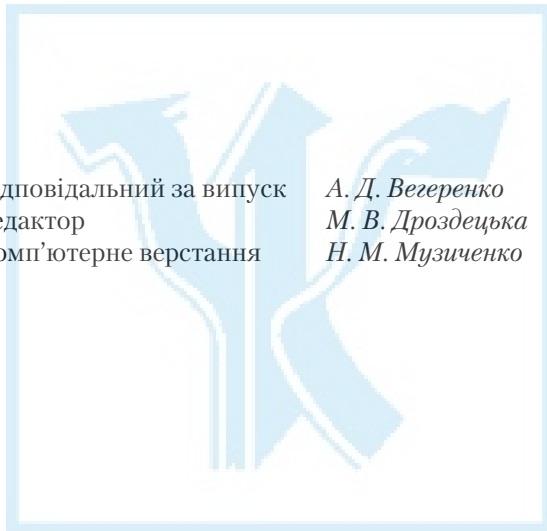 дповідальний за випуск А. Д. Вегеренко
едактор М. В. Дроздецька
омп'ютерне верстання Н. М. Музиченко